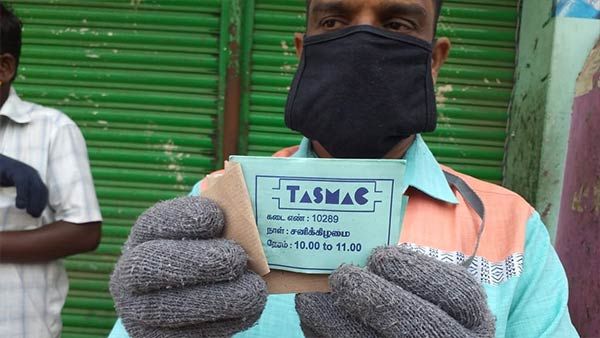 TASMAC
கடை எண் : 10289
நாள் : சனிக்கிழமை
நேரம் : 10.00 to 11.00